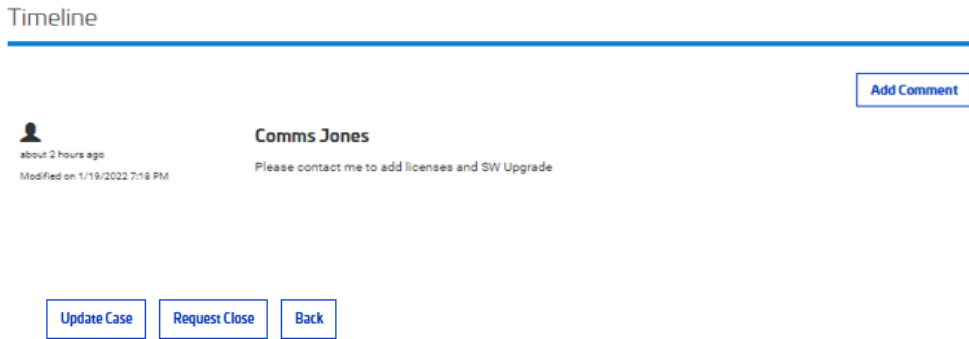 Timeline
Add Comment
Comms Jones
about 2 hours ago
Please contact me to add licenses and SW Upgrade
Modified on 1/19/2022 7:18 PM
Update Case
Request Close
Back